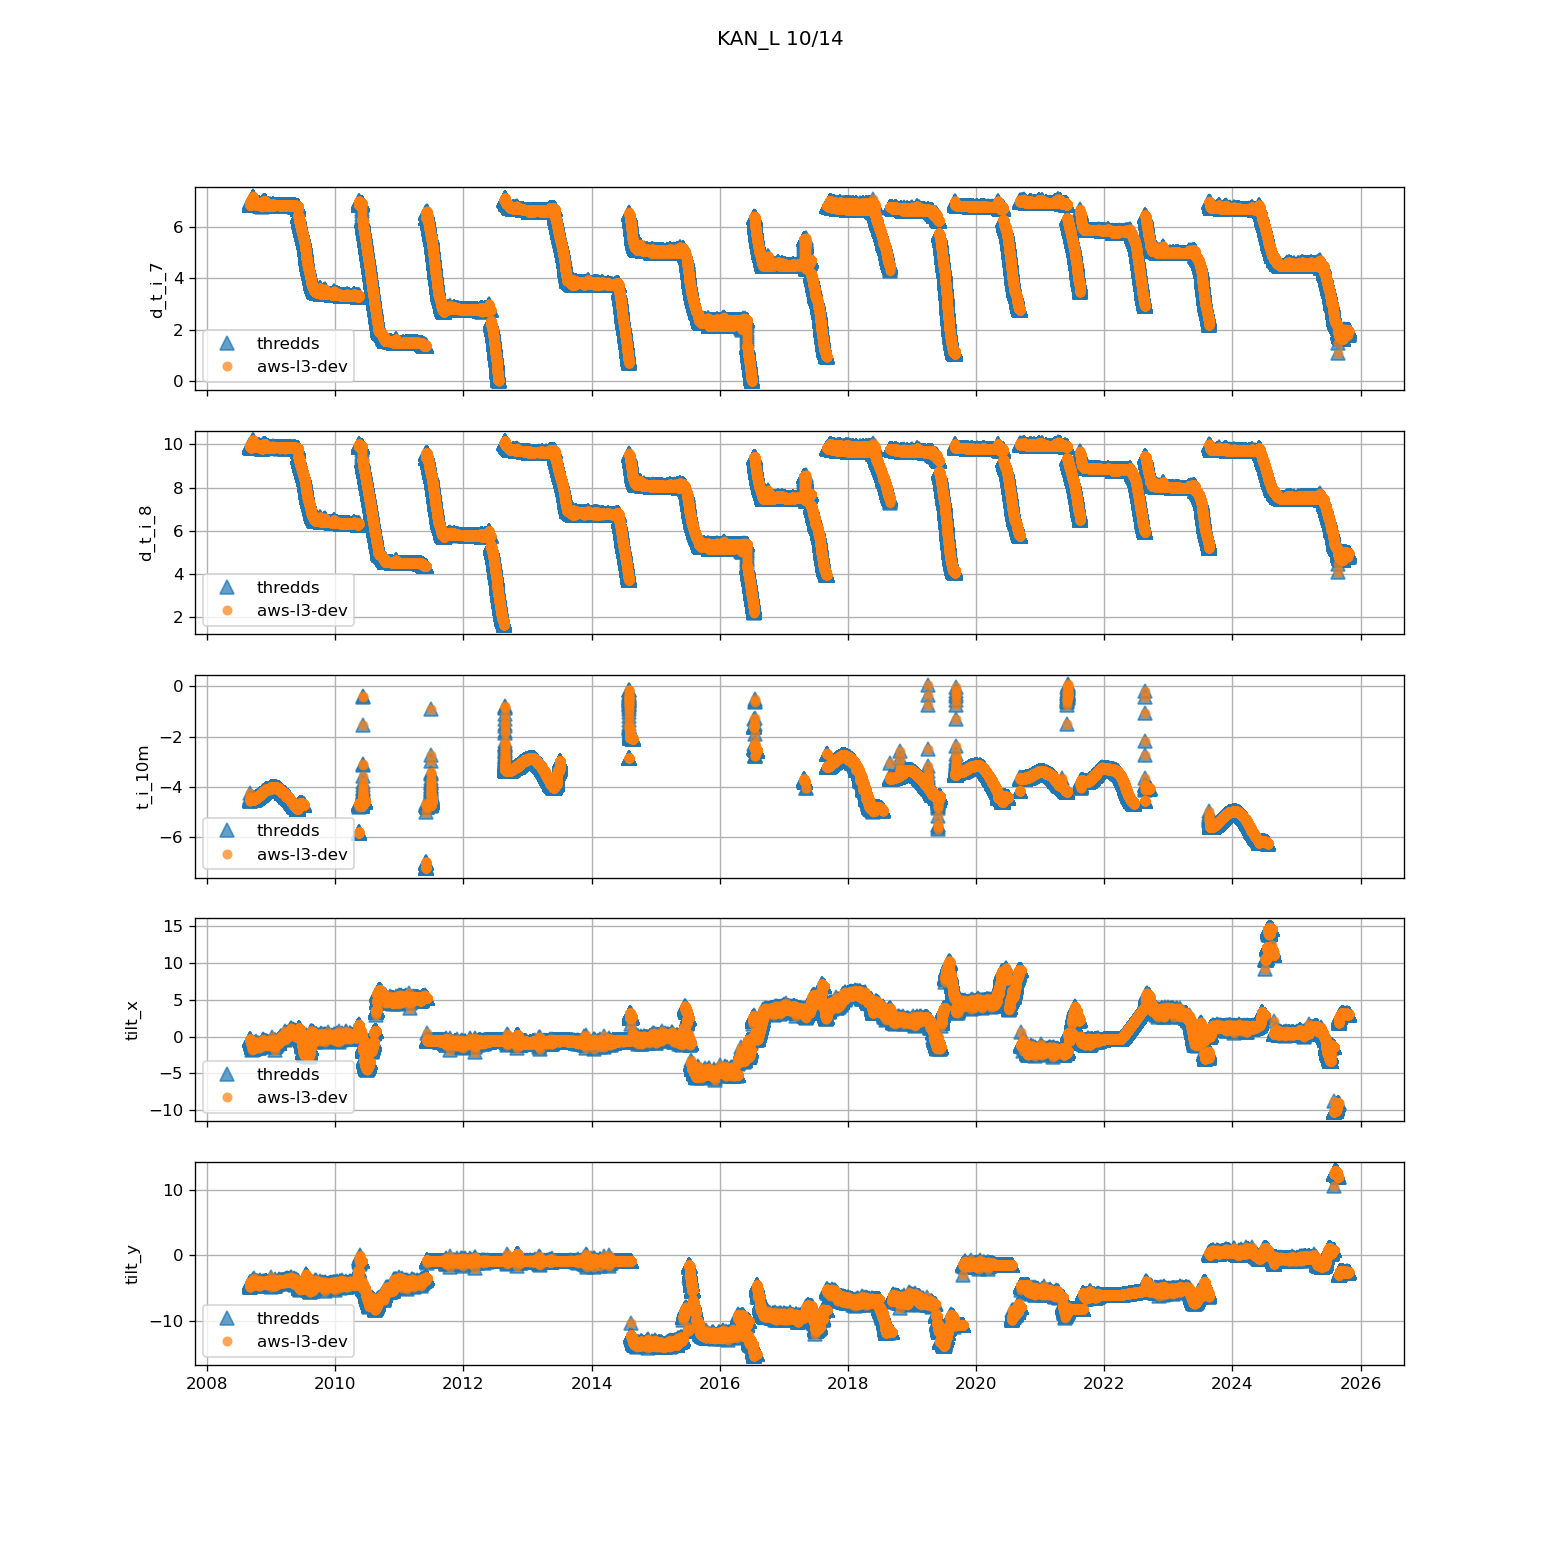 KAN_L 10/14
d_t_i_7
6
4
2
0
thredds
aws-l3-dev
d_t_i_8
10
8
6
4
2
thredds
aws-l3-dev
t_i_10m
0
−2
−4
−6
thredds
aws-l3-dev
tilt_x
15
10
5
0
−5
−10
thredds
aws-l3-dev
tilt_y
10
0
−10
thredds
aws-l3-dev
2008 2010 2012 2014 2016 2018 2020 2022 2024 2026